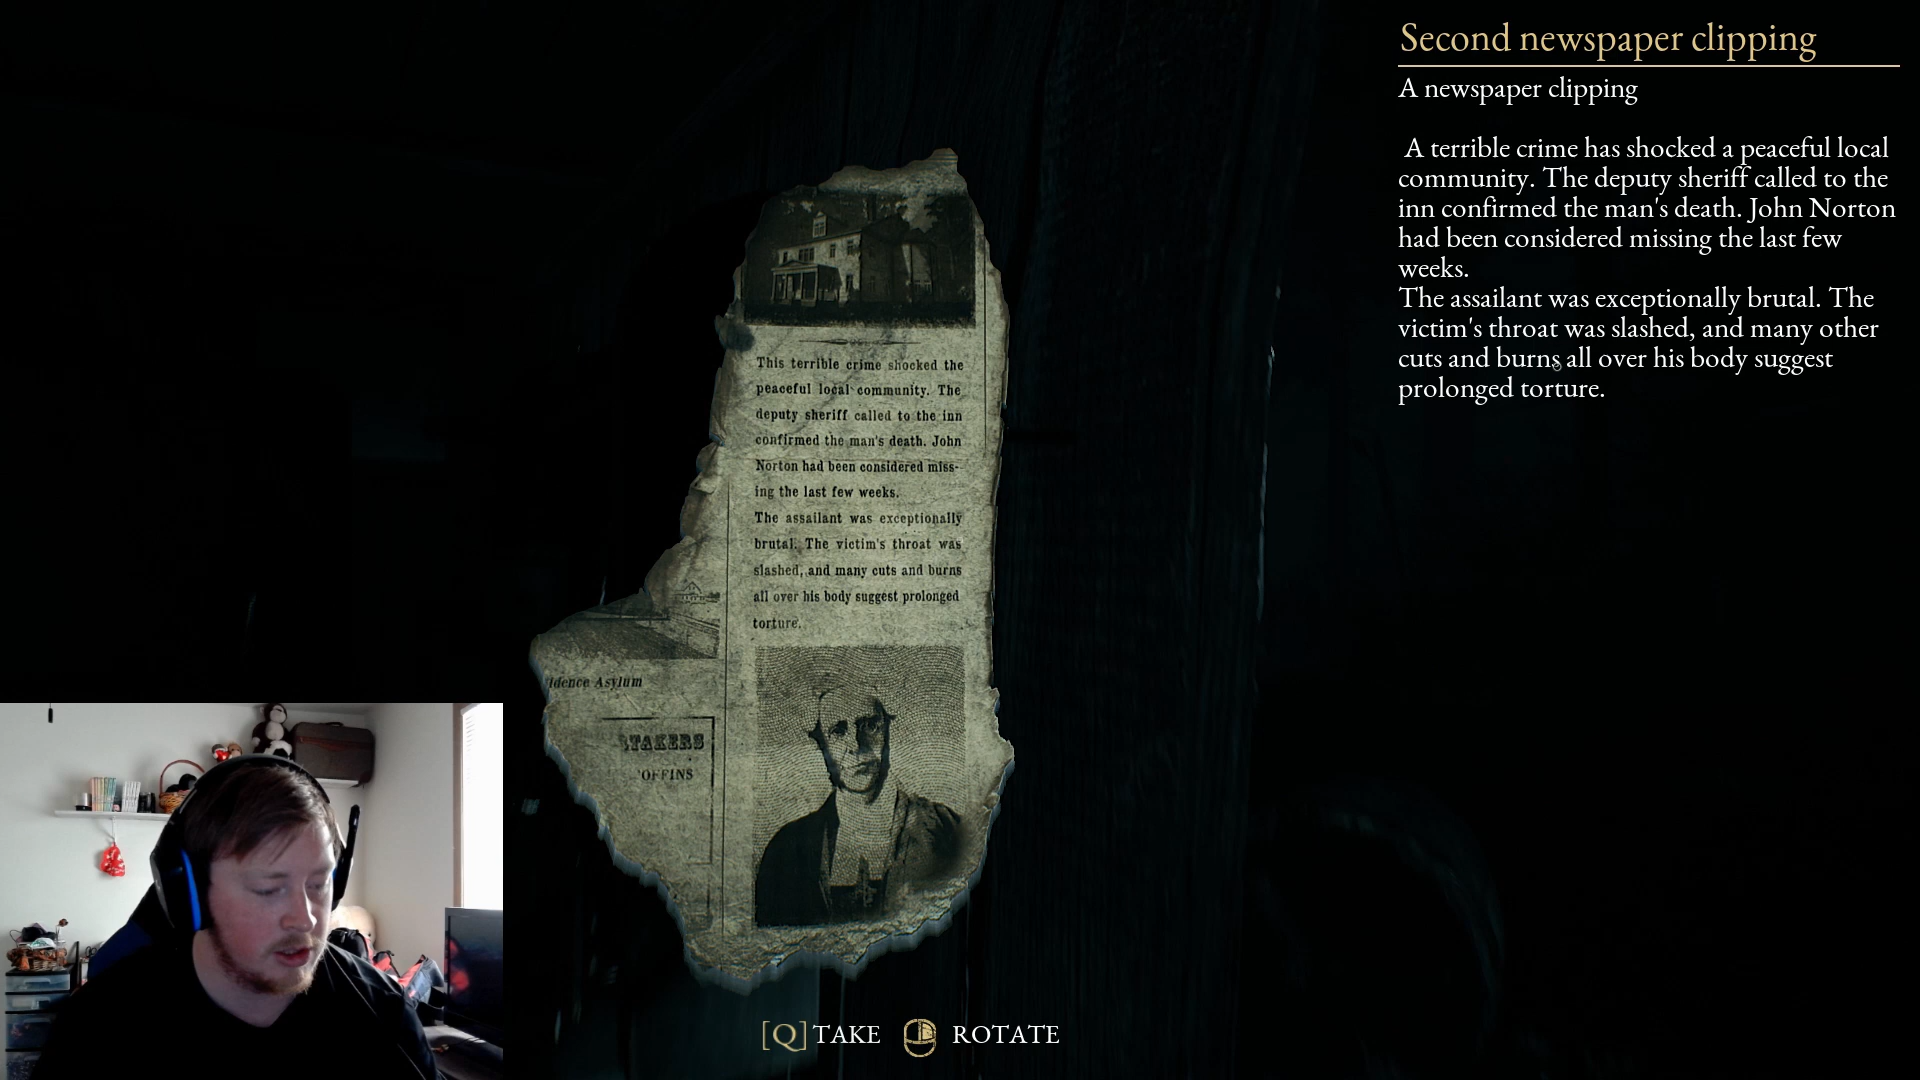 Second newspaper clipping
A newspaper clipping
A terrible crime has shocked a peaceful local
community. The deputy sheriff called to the
inn confirmed the man's death. John Norton
had been considered missing the last few
weeks.
The assailant was exceptionally brutal. The
victim's throat was slashed, and many other
cuts and burns all over his body suggest
prolonged torture.
This terrible crime shocked the
peaceful local community. The
deputy sheriff called to the inn
confirmed the man's death. John
Norton had been considered miss-
ing the last few weeks.
The assailant was exceptionally
brutal. The victim's throat was
slashed, and many cuts and burns
all over his body suggest prolonged
torture.
idence Asylum
TAKERS
OFFINS
[Q] TAKE ROTATE